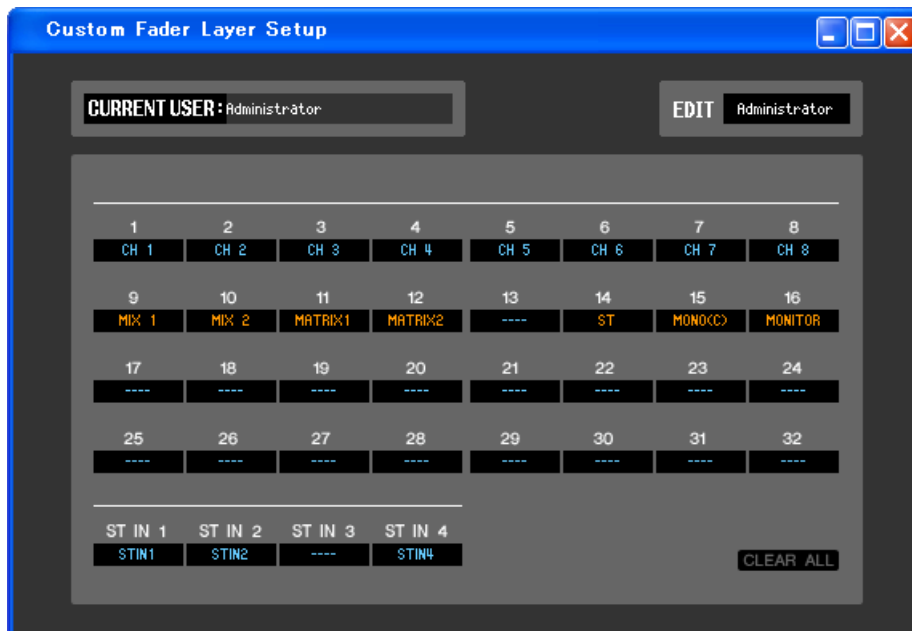 Custom Fader Layer Setup
CURRENT USER: Administrator
EDIT Administrator
1 2 3 4 5 6 7 8
CH 1 CH 2 CH 3 CH 4 CH 5 CH 6 CH 7 CH 8
9 10 11 12 13 14 15 16
MIX 1 MIX 2 MATRIX1 MATRIX2 ---- ST MONO(C) MONITOR
17 18 19 20 21 22 23 24
---- ---- ---- ---- ---- ---- ---- ----
25 26 27 28 29 30 31 32
---- ---- ---- ---- ---- ---- ---- ----
ST IN 1 ST IN 2 ST IN 3 ST IN 4
STIN1 STIN2 ---- STIN4
CLEAR ALL